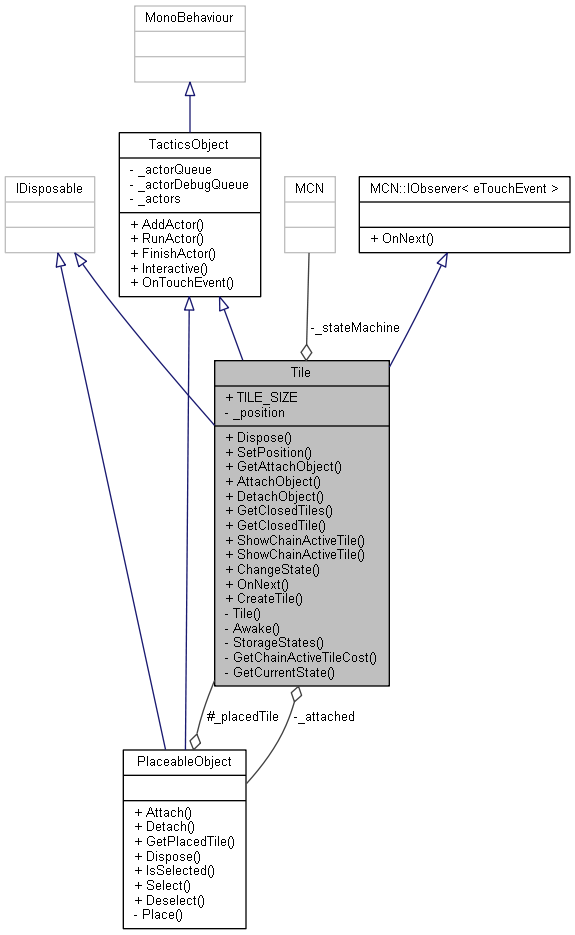 MonoBehaviour
TacticsObject
- _actorQueue
- _actorDebugQueue
- _actors
+ AddActor()
+ RunActor()
+ FinishActor()
+ Interactive()
+ OnTouchEvent()
IDisposable
MCN
MCN::IObserver< eTouchEvent >
+ OnNext()
-_stateMachine
Tile
+ TILE_SIZE
- _position
+ Dispose()
+ SetPosition()
+ GetAttachObject()
+ AttachObject()
+ DetachObject()
+ GetClosedTiles()
+ GetClosedTile()
+ ShowChainActiveTile()
+ ShowChainActiveTile()
+ ChangeState()
+ OnNext()
+ CreateTile()
- Tile()
- Awake()
- StorageStates()
- GetChainActiveTileCost()
- GetCurrentState()
#_placedTile
-_attached
PlaceableObject
+ Attach()
+ Detach()
+ GetPlacedTile()
+ Dispose()
+ IsSelected()
+ Select()
+ Deselect()
- Place()